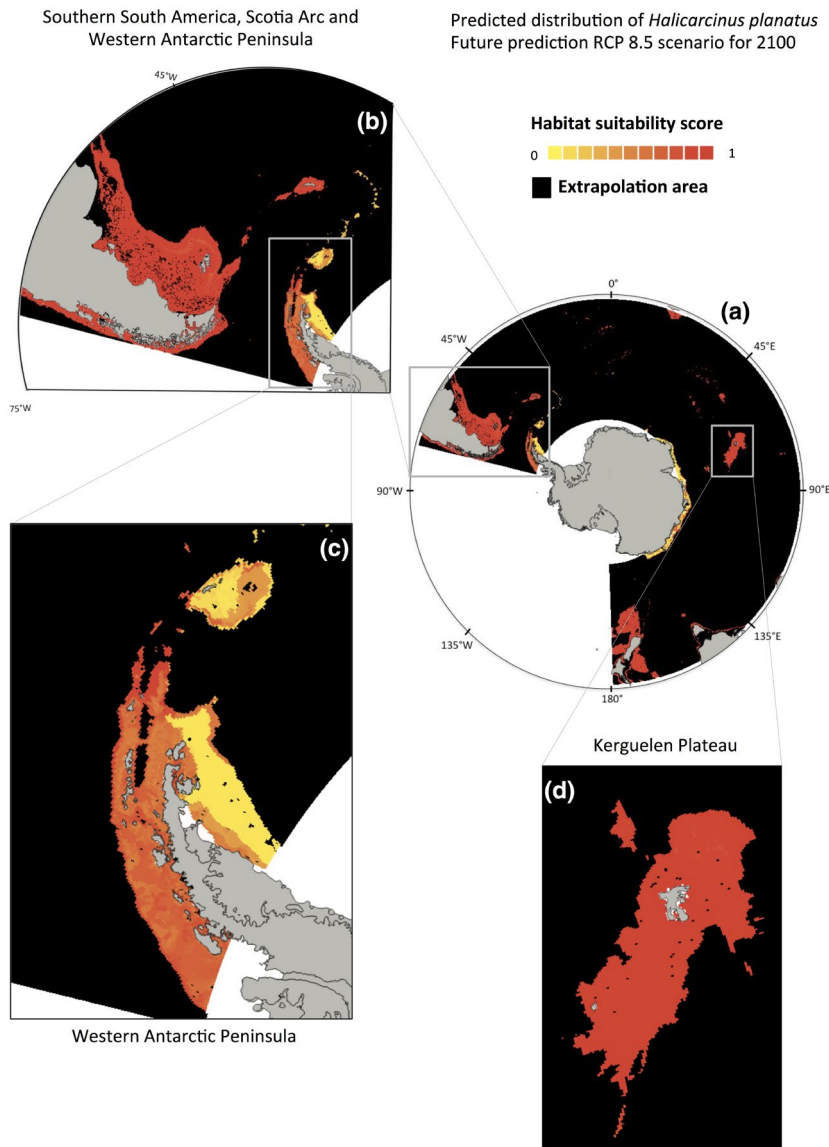 Southern South America, Scotia Arc and
Western Antarctic Peninsula
Predicted distribution of Halicarcinus planatus
Future prediction RCP 8.5 scenario for 2100
45°W
(b)
Habitat suitability score
0 1
Extrapolation area
75°W
(a)
0°
45°W
45°E
90°W
90°E
135°W
135°E
180°
(c)
Western Antarctic Peninsula
Kerguelen Plateau
(d)